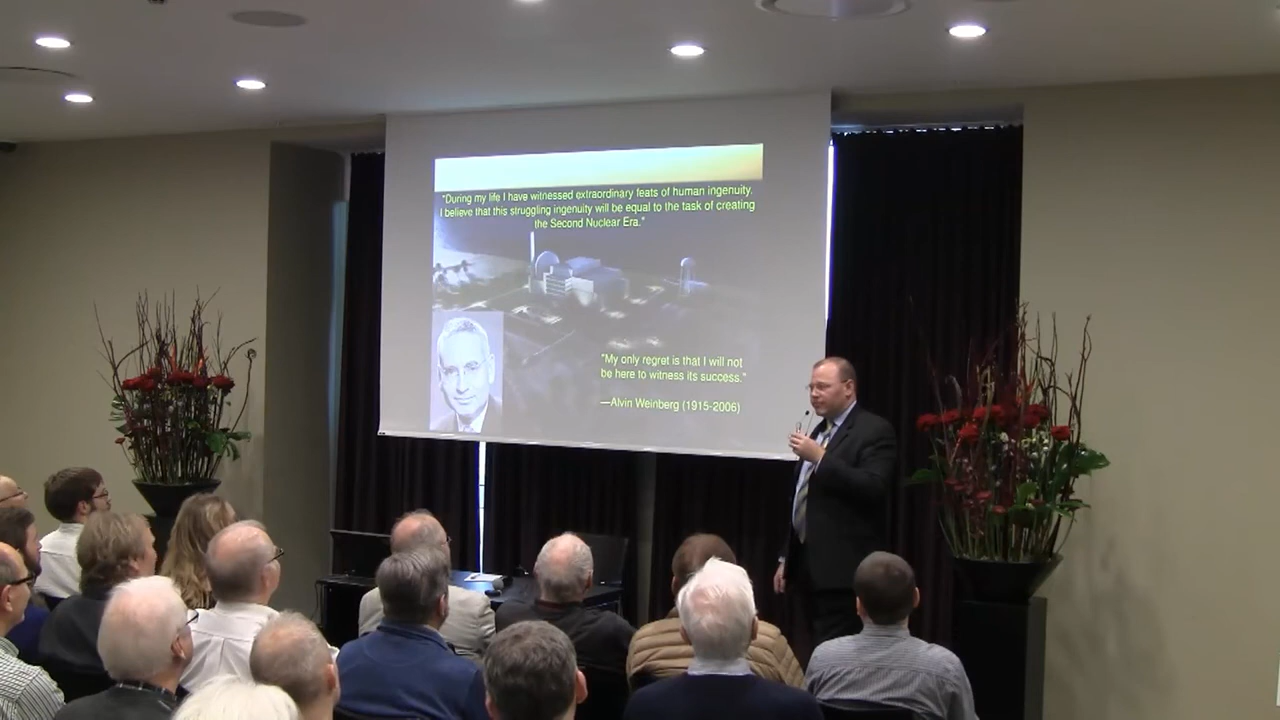 "During my life I have witnessed extraordinary feats of human ingenuity.
I believe that this struggling ingenuity will be equal to the task of creating
the Second Nuclear Era."
"My only regret is that I will not
be here to witness its success."
—Alvin Weinberg (1915-2006)